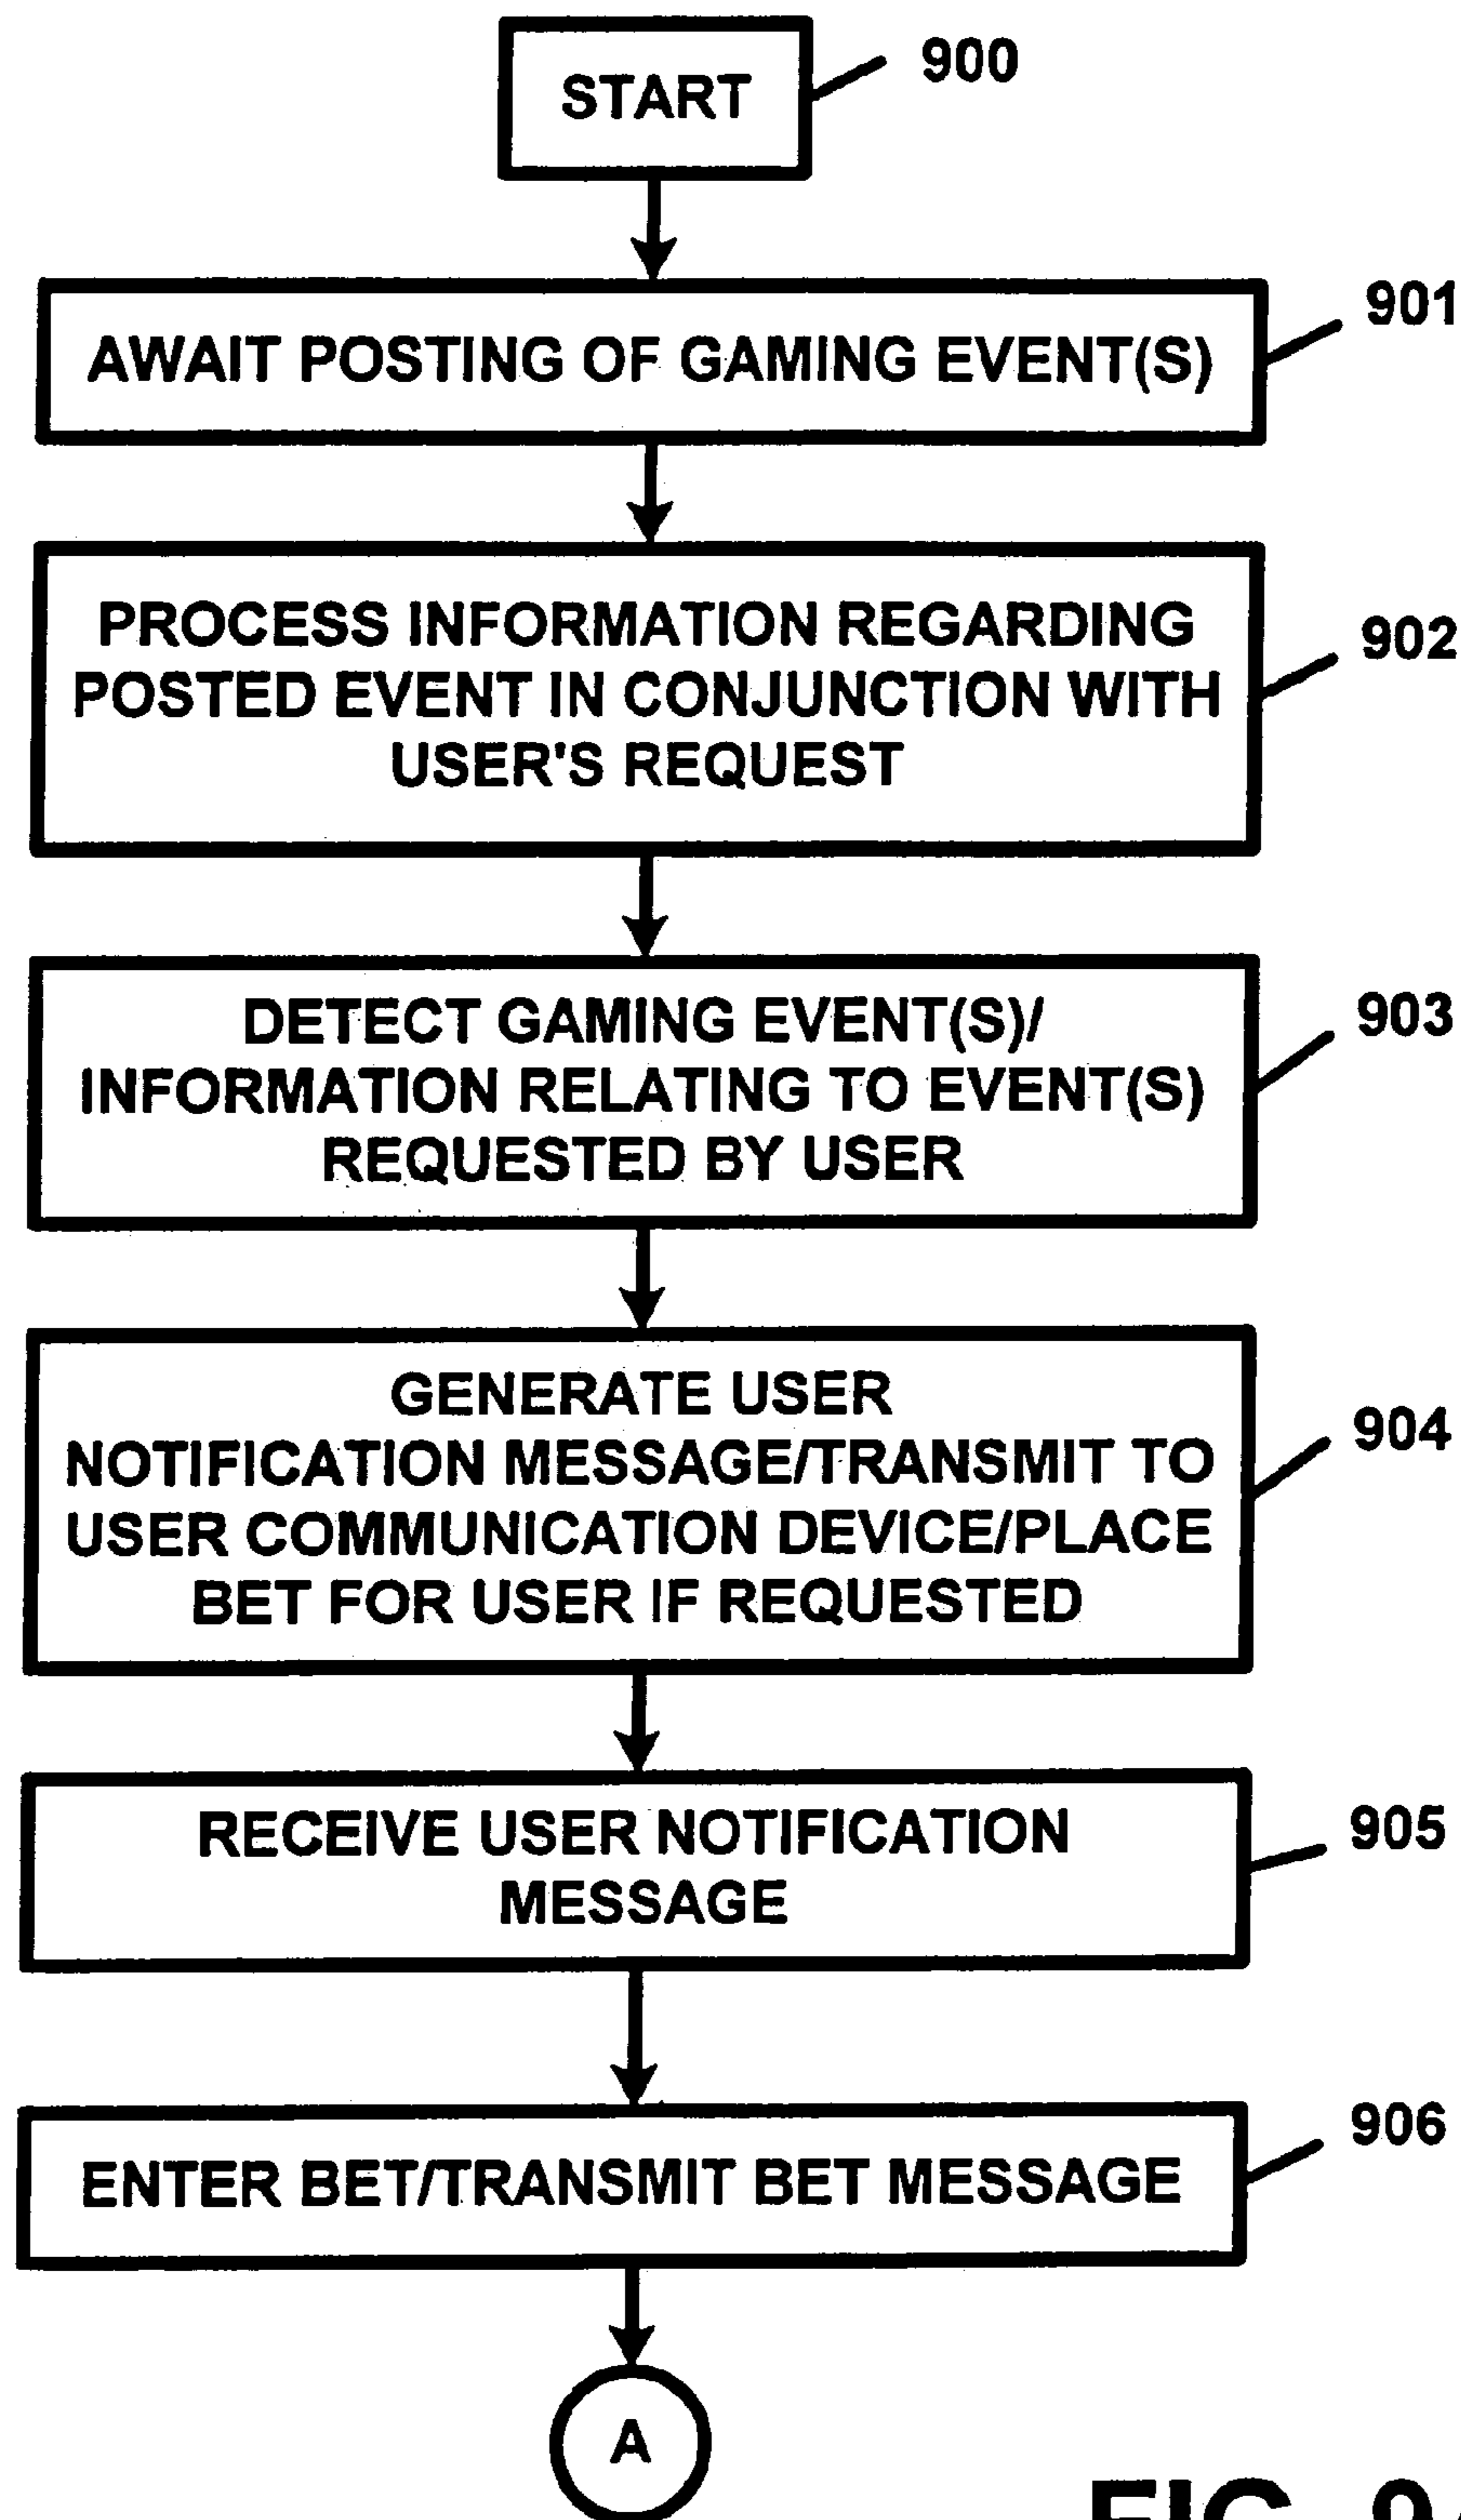 START
900
AWAIT POSTING OF GAMING EVENT(S)
901
PROCESS INFORMATION REGARDING
POSTED EVENT IN CONJUNCTION WITH
USER'S REQUEST
902
DETECT GAMING EVENT(S)/
INFORMATION RELATING TO EVENT(S)
REQUESTED BY USER
903
GENERATE USER
NOTIFICATION MESSAGE/TRANSMIT TO
USER COMMUNICATION DEVICE/PLACE
BET FOR USER IF REQUESTED
904
RECEIVE USER NOTIFICATION
MESSAGE
905
ENTER BET/TRANSMIT BET MESSAGE
906
A
FIG.